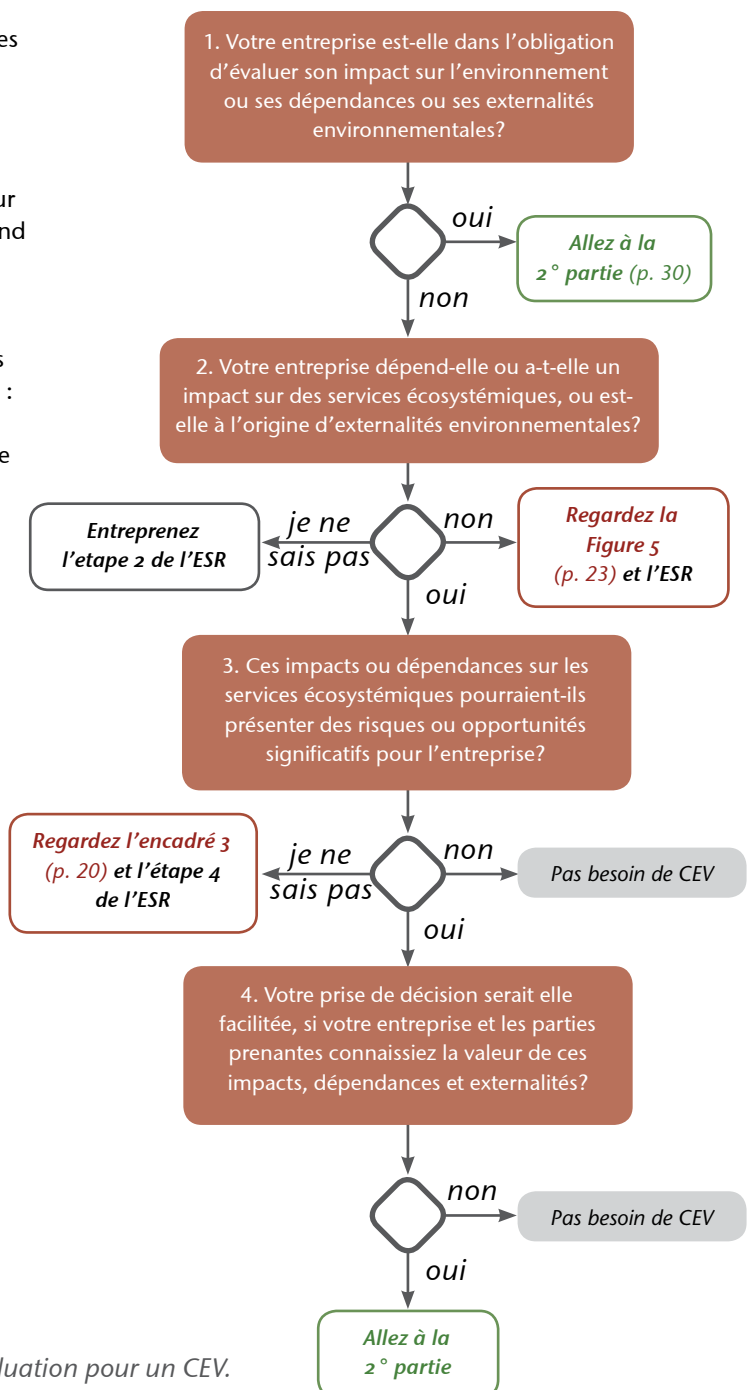 es
ur
nd
s
:
e
1. Votre entreprise est-elle dans l'obligation
d'évaluer son impact sur l'environnement
ou ses dépendances ou ses externalités
environnementales?
oui
Allez à la
2° partie (p. 30)
non
2. Votre entreprise dépend-elle ou a-t-elle un
impact sur des services écosystémiques, ou est-
elle à l'origine d'externalités environnementales?
Entreprenez
l'etape 2 de l'ESR
je ne
sais pas
non
Regardez la
Figure 5
(p. 23) et l'ESR
oui
3. Ces impacts ou dépendances sur les
services écosystémiques pourraient-ils
présenter des risques ou opportunités
significatifs pour l'entreprise?
Regardez l'encadré 3
(p. 20) et l'étape 4
de l'ESR
je ne
sais pas
non
Pas besoin de CEV
oui
4. Votre prise de décision serait elle
facilitée, si votre entreprise et les parties
prenantes connaissiez la valeur de ces
impacts, dépendances et externalités?
non
Pas besoin de CEV
oui
Allez à la
2° partie
luation pour un CEV.